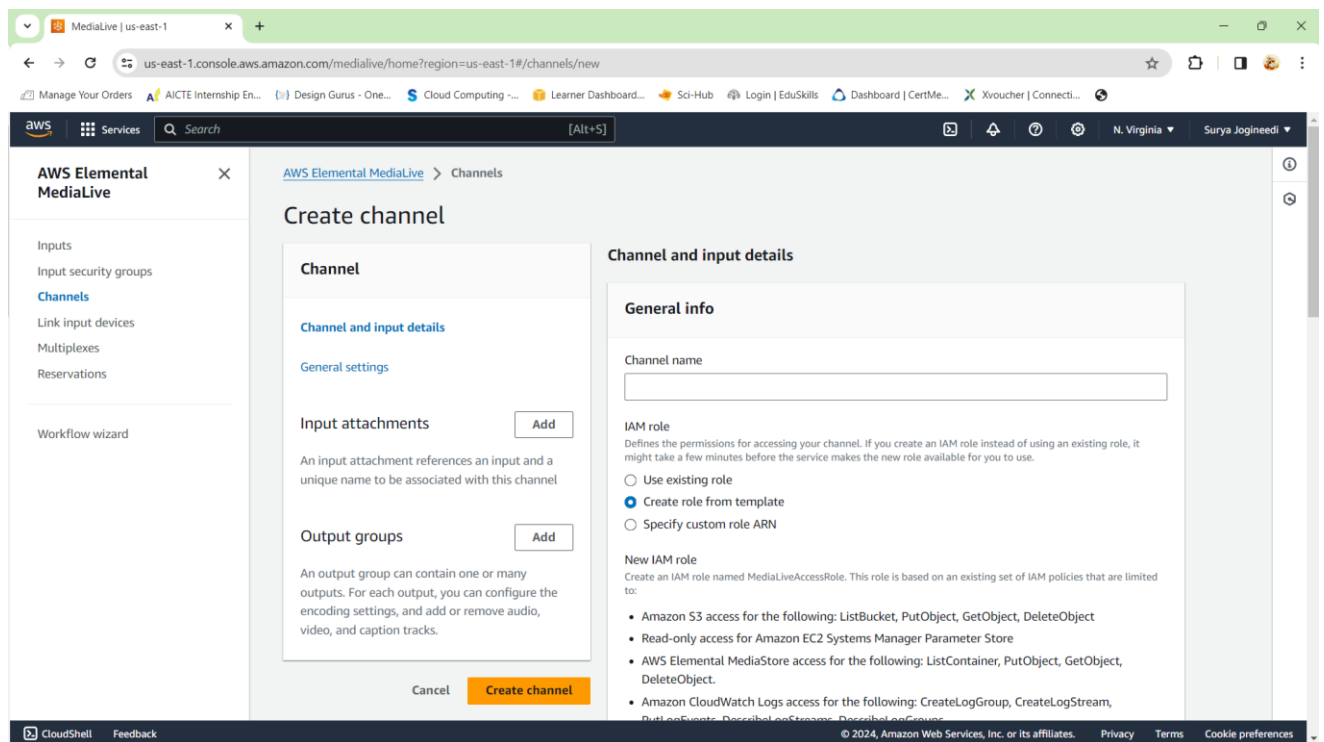 MediaLive | us-east-1
us-east-1.console.aws.amazon.com/medialive/home?region=us-east-1#/channels/new
Manage Your Orders AICTE Internship En... Design Gurus - One... Cloud Computing -... Learner Dashboard... Sci-Hub Login | EduSkills Dashboard | CertMe... Xvoucher | Connecti...
aws Services Search [Alt+S] N. Virginia Surya Jogineedi
AWS Elemental
MediaLive
Inputs
Input security groups
Channels
Link input devices
Multiplexes
Reservations
Workflow wizard
AWS Elemental MediaLive > Channels
Create channel
Channel
Channel and input details
General settings
Input attachments Add
An input attachment references an input and a
unique name to be associated with this channel
Output groups Add
An output group can contain one or many
outputs. For each output, you can configure the
encoding settings, and add or remove audio,
video, and caption tracks.
Cancel Create channel
Channel and input details
General info
Channel name
IAM role
Defines the permissions for accessing your channel. If you create an IAM role instead of using an existing role, it
might take a few minutes before the service makes the new role available for you to use.
Use existing role
Create role from template
Specify custom role ARN
New IAM role
Create an IAM role named MediaLiveAccessRole. This role is based on an existing set of IAM policies that are limited
to:
• Amazon S3 access for the following: ListBucket, PutObject, GetObject, DeleteObject
• Read-only access for Amazon EC2 Systems Manager Parameter Store
• AWS Elemental MediaStore access for the following: ListContainer, PutObject, GetObject,
DeleteObject.
• Amazon CloudWatch Logs access for the following: CreateLogGroup, CreateLogStream,
PutLogEvents, DescribeLogStreams, DescribeLogGroups
CloudShell Feedback © 2024, Amazon Web Services, Inc. or its affiliates. Privacy Terms Cookie preferences